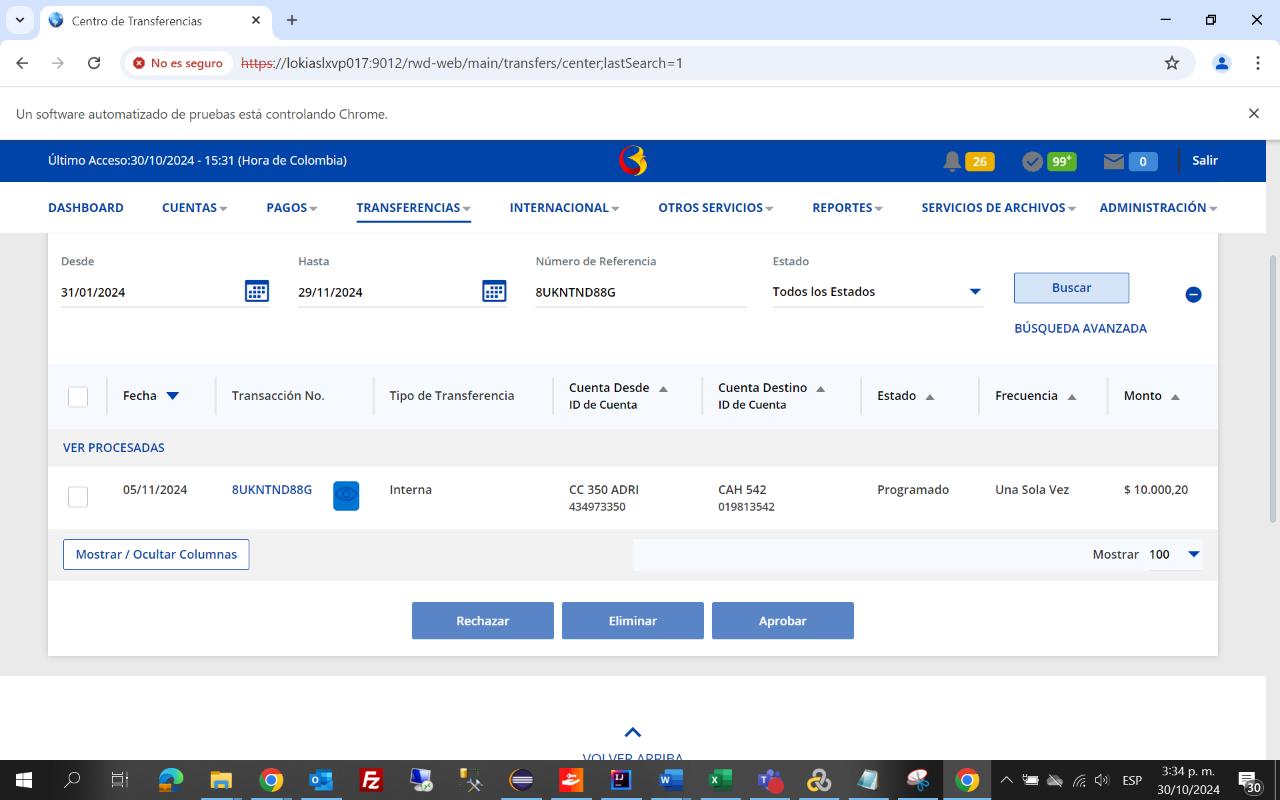 Centro de Transferencias
No es seguro
https://lokiaslxvp017:9012/rwd-web/main/transfers/center;lastSearch=1
Un software automatizado de pruebas está controlando Chrome.
Último Acceso:30/10/2024 - 15:31 (Hora de Colombia)
26
99+
0
Salir
DASHBOARD
CUENTAS
PAGOS
TRANSFERENCIAS
INTERNACIONAL
OTROS SERVICIOS
REPORTES
SERVICIOS DE ARCHIVOS
ADMINISTRACIÓN
Desde
Hasta
Número de Referencia
Estado
31/01/2024
29/11/2024
8UKNTND88G
Todos los Estados
Buscar
BÚSQUEDA AVANZADA
Fecha
Transacción No.
Tipo de Transferencia
Cuenta Desde
ID de Cuenta
Cuenta Destino
ID de Cuenta
Estado
Frecuencia
Monto
VER PROCESADAS
05/11/2024
8UKNTND88G
Interna
CC 350 ADRI
434973350
CAH 542
019813542
Programado
Una Sola Vez
$ 10.000,20
Mostrar / Ocultar Columnas
Mostrar 100
Rechazar
Eliminar
Aprobar
VOLVER ARRIBA
ESP
3:34 p. m.
30/10/2024
30